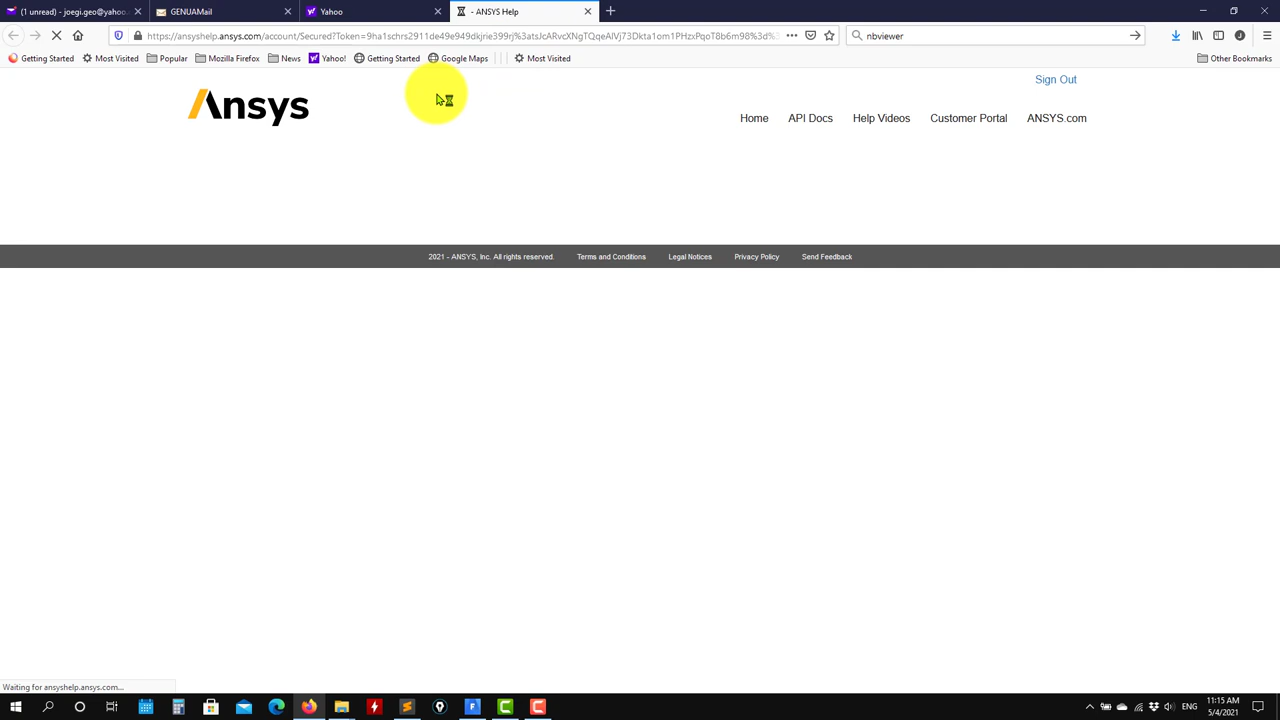 (1 unread) - joegi.geo@yahoo.
GENUAMail
Yahoo
- ANSYS Help
https://ansyshelp.ansys.com/account/Secured?Token=9ha1schrs2911de49e949dkjrie399rj%3atsJcARvcXNgTQqeAlVj73Dkta1om1PHzxPqoT8b6m98%3d%3
nbviewer
Getting Started
Most Visited
Popular
Mozilla Firefox
News
Yahoo!
Getting Started
Google Maps
Most Visited
Other Bookmarks
Sign Out
Ansys
Home API Docs Help Videos Customer Portal ANSYS.com
2021 - ANSYS, Inc. All rights reserved. Terms and Conditions Legal Notices Privacy Policy Send Feedback
Waiting for ansyshelp.ansys.com...
ENG
11:15 AM
5/4/2021